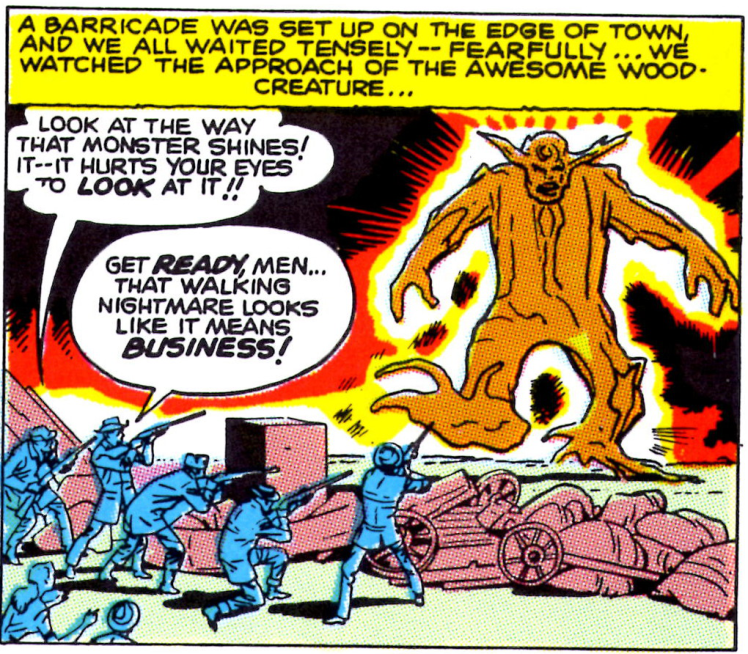 A BARRICADE WAS SET UP ON THE EDGE OF TOWN,
AND WE ALL WAITED TENSELY-- FEARFULLY... WE
WATCHED THE APPROACH OF THE AWESOME WOOD-
CREATURE...
LOOK AT THE WAY
THAT MONSTER SHINES!
IT--IT HURTS YOUR EYES
TO LOOK AT IT!!
GET READY, MEN...
THAT WALKING
NIGHTMARE LOOKS
LIKE IT MEANS
BUSINESS!